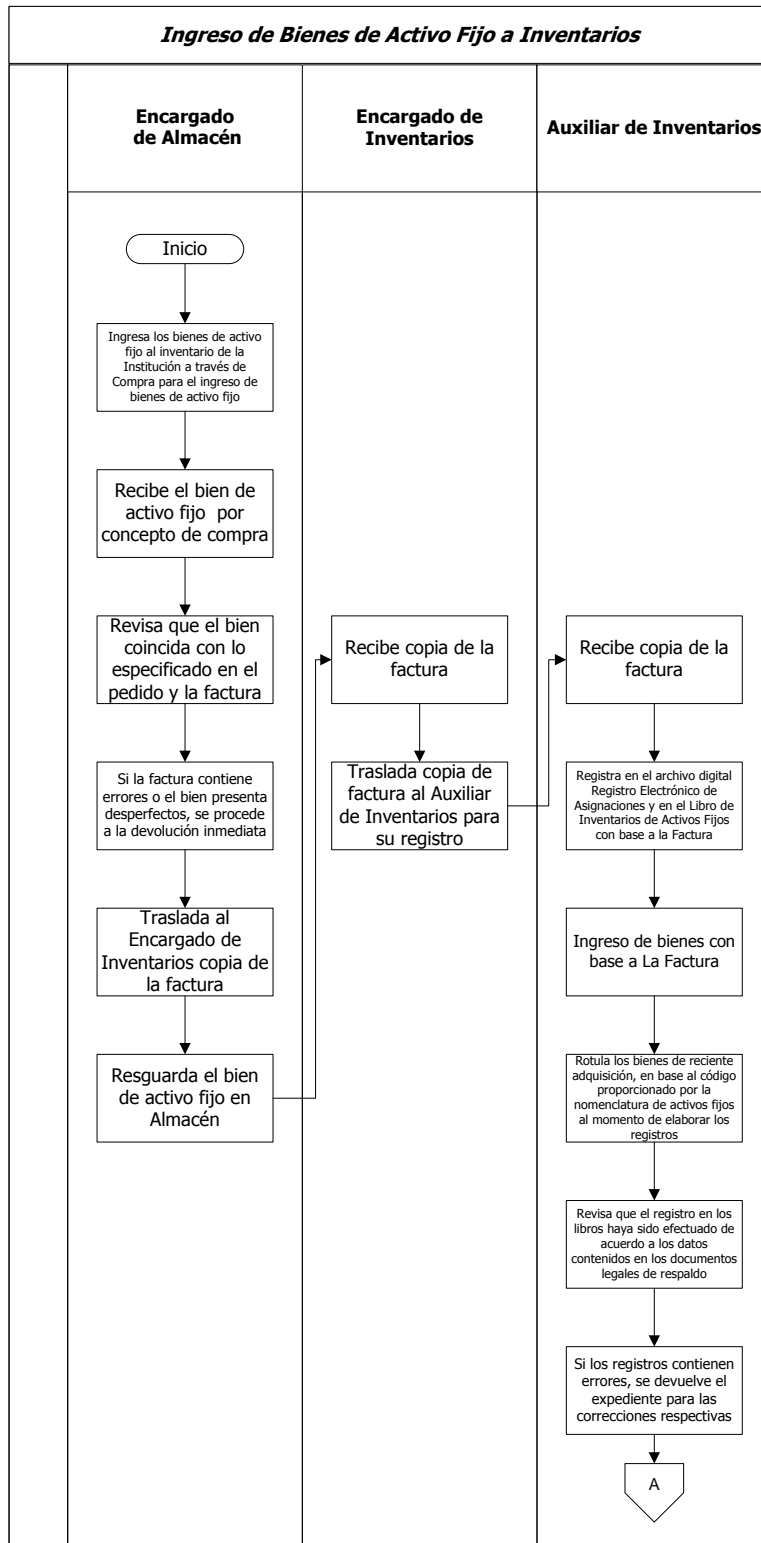 Ingreso de Bienes de Activo Fijo a Inventarios
Encargado
de Almacén
Encargado de
Inventarios
Auxiliar de Inventarios
Inicio
Ingresa los bienes de activo
fijo al inventario de la
Institución a través de
Compra para el ingreso de
bienes de activo fijo
Recibe el bien de
activo fijo por
concepto de compra
Revisa que el bien
coincida con lo
especificado en el
pedido y la factura
Si la factura contiene
errores o el bien presenta
desperfectos, se procede
a la devolución inmediata
Traslada al
Encargado de
Inventarios copia de
la factura
Resguarda el bien
de activo fijo en
Almacén
Recibe copia de la
factura
Traslada copia de
factura al Auxiliar
de Inventarios para
su registro
Recibe copia de la
factura
Registra en el archivo digital
Registro Electrónico de
Asignaciones y en el Libro de
Inventarios de Activos Fijos
con base a la Factura
Ingreso de bienes con
base a La Factura
Rotula los bienes de reciente
adquisición, en base al código
proporcionado por la
nomenclatura de activos fijos
al momento de elaborar los
registros
Revisa que el registro en los
libros haya sido efectuado de
acuerdo a los datos
contenidos en los documentos
legales de respaldo
Si los registros contienen
errores, se devuelve el
expediente para las
correcciones respectivas
A